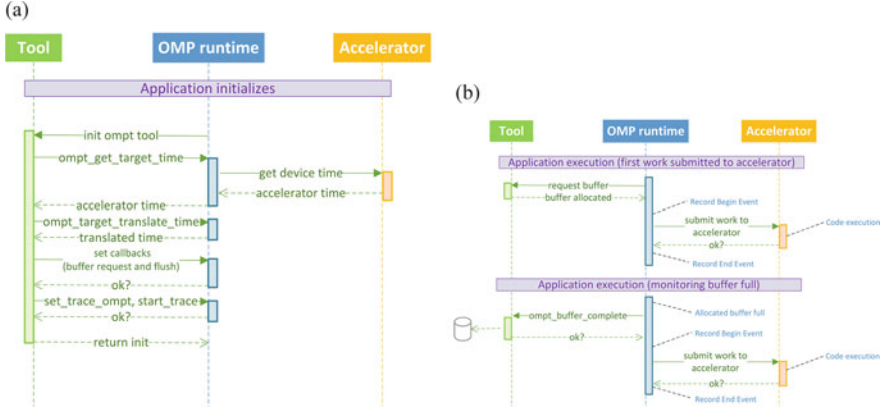 (a)
Tool
OMP runtime
Accelerator
Application initializes
init ompt tool
ompt_get_target_time
get device time
accelerator time
accelerator time
ompt_target_translate_time
translated time
set callbacks
(buffer request and flush)
ok?
set_trace_ompt, start_trace
ok?
return init
(b)
Tool
OMP runtime
Accelerator
Application execution (first work submitted to accelerator)
request buffer
buffer allocated
Record Begin Event
submit work to
accelerator
Code execution
ok?
Record End Event
Application execution (monitoring buffer full)
ompt_buffer_complete
Allocated buffer full
ok?
Record Begin Event
submit work to
accelerator
Code execution
ok?
Record End Event